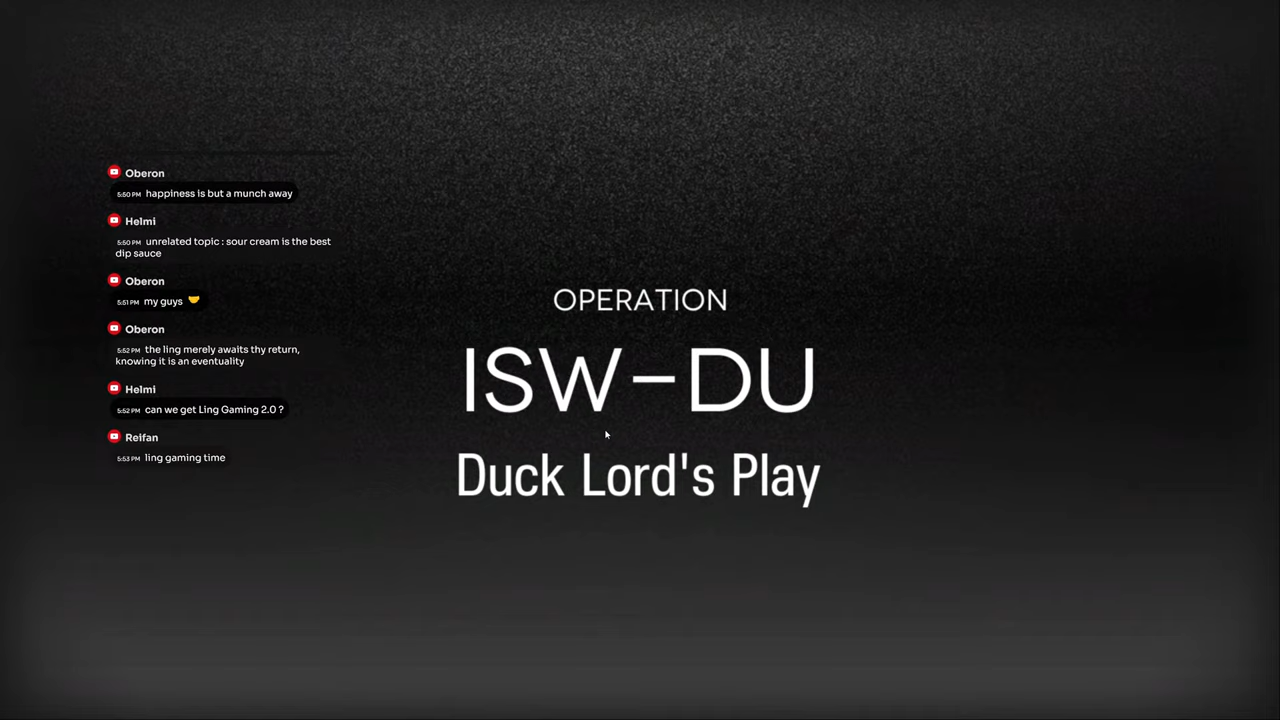 Oberon
5:50 PM happiness is but a munch away
Helmi
5:50 PM unrelated topic : sour cream is the best
dip sauce
Oberon
5:51 PM my guys 🤝
Oberon
5:52 PM the ling merely awaits thy return,
knowing it is an eventuality
Helmi
5:52 PM can we get Ling Gaming 2.0 ?
Reifan
5:53 PM ling gaming time
OPERATION
ISW-DU
Duck Lord's Play